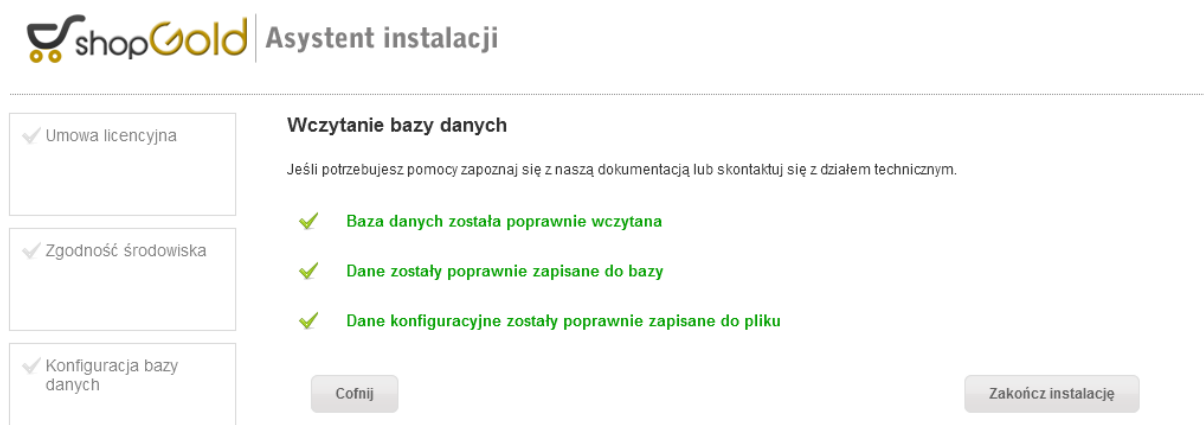 shopGold Asystent instalacji
Umowa licencyjna
Zgodność środowiska
Konfiguracja bazy
danych
Wczytanie bazy danych
Jeśli potrzebujesz pomocy zapoznaj się z naszą dokumentacją lub skontaktuj się z działem technicznym.
Baza danych została poprawnie wczytana
Dane zostały poprawnie zapisane do bazy
Dane konfiguracyjne zostały poprawnie zapisane do pliku
Cofnij Zakończ instalację